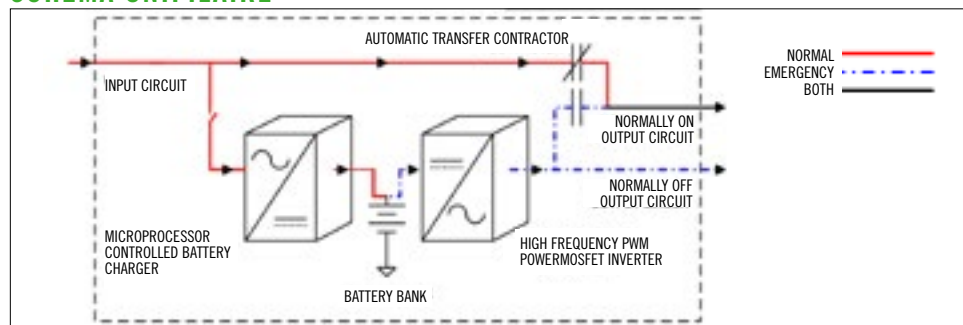 AUTOMATIC TRANSFER CONTRACTOR
NORMAL
EMERGENCY
BOTH
INPUT CIRCUIT
NORMALLY ON
OUTPUT CIRCUIT
NORMALLY OFF
OUTPUT CIRCUIT
MICROPROCESSOR
CONTROLLED BATTERY
CHARGER
HIGH FREQUENCY PWM
POWERMOSFET INVERTER
BATTERY BANK